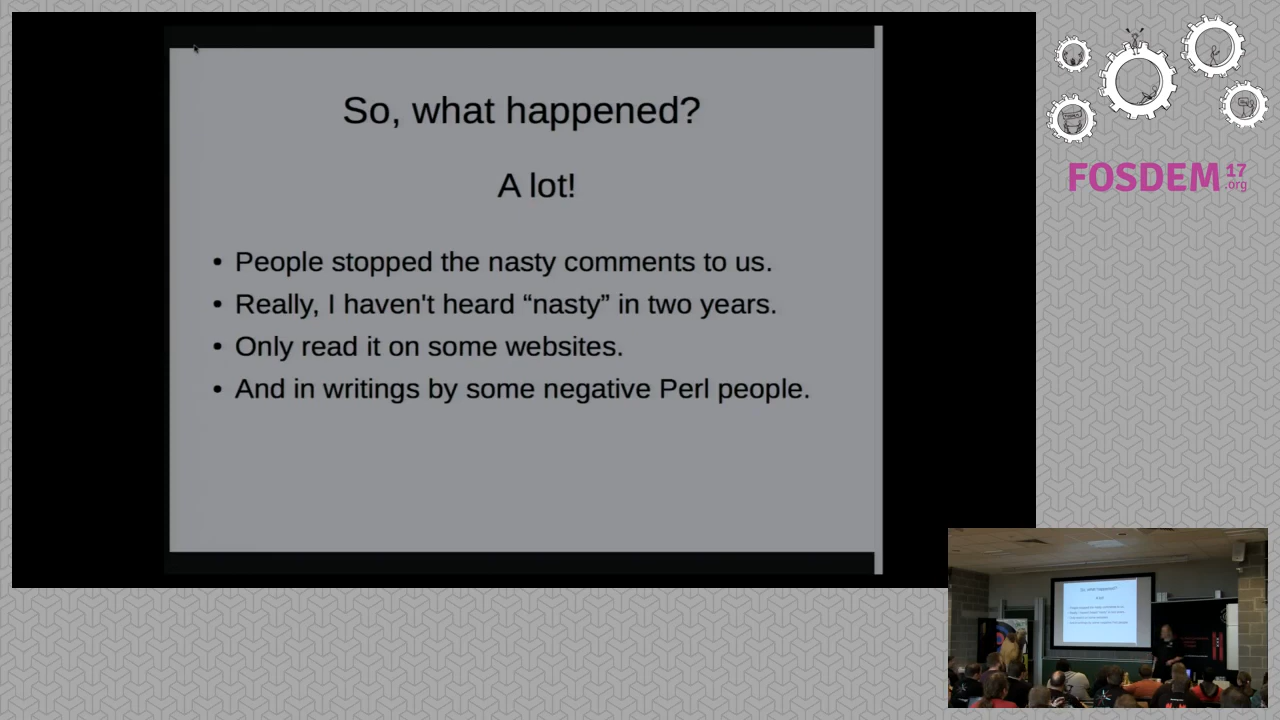 So, what happened?
A lot!
• People stopped the nasty comments to us.
• Really, I haven't heard “nasty” in two years.
• Only read it on some websites.
• And in writings by some negative Perl people.
FOSDEM 17
.org